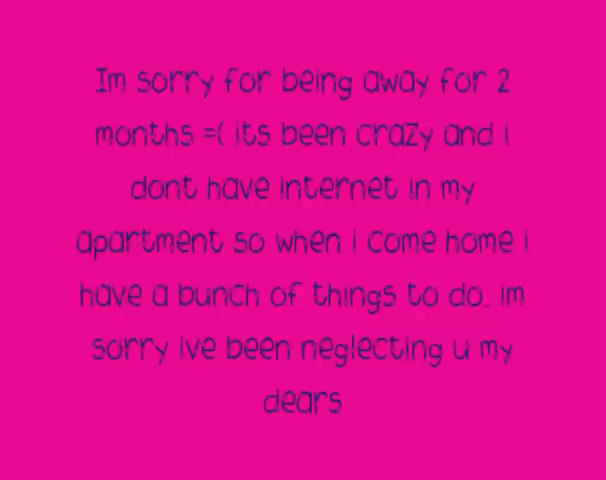 Im sorry for being away for 2
months =( its been crazy and i
dont have internet in my
apartment so when i come home i
have a bunch of things to do. im
sorry ive been neglecting u my
dears